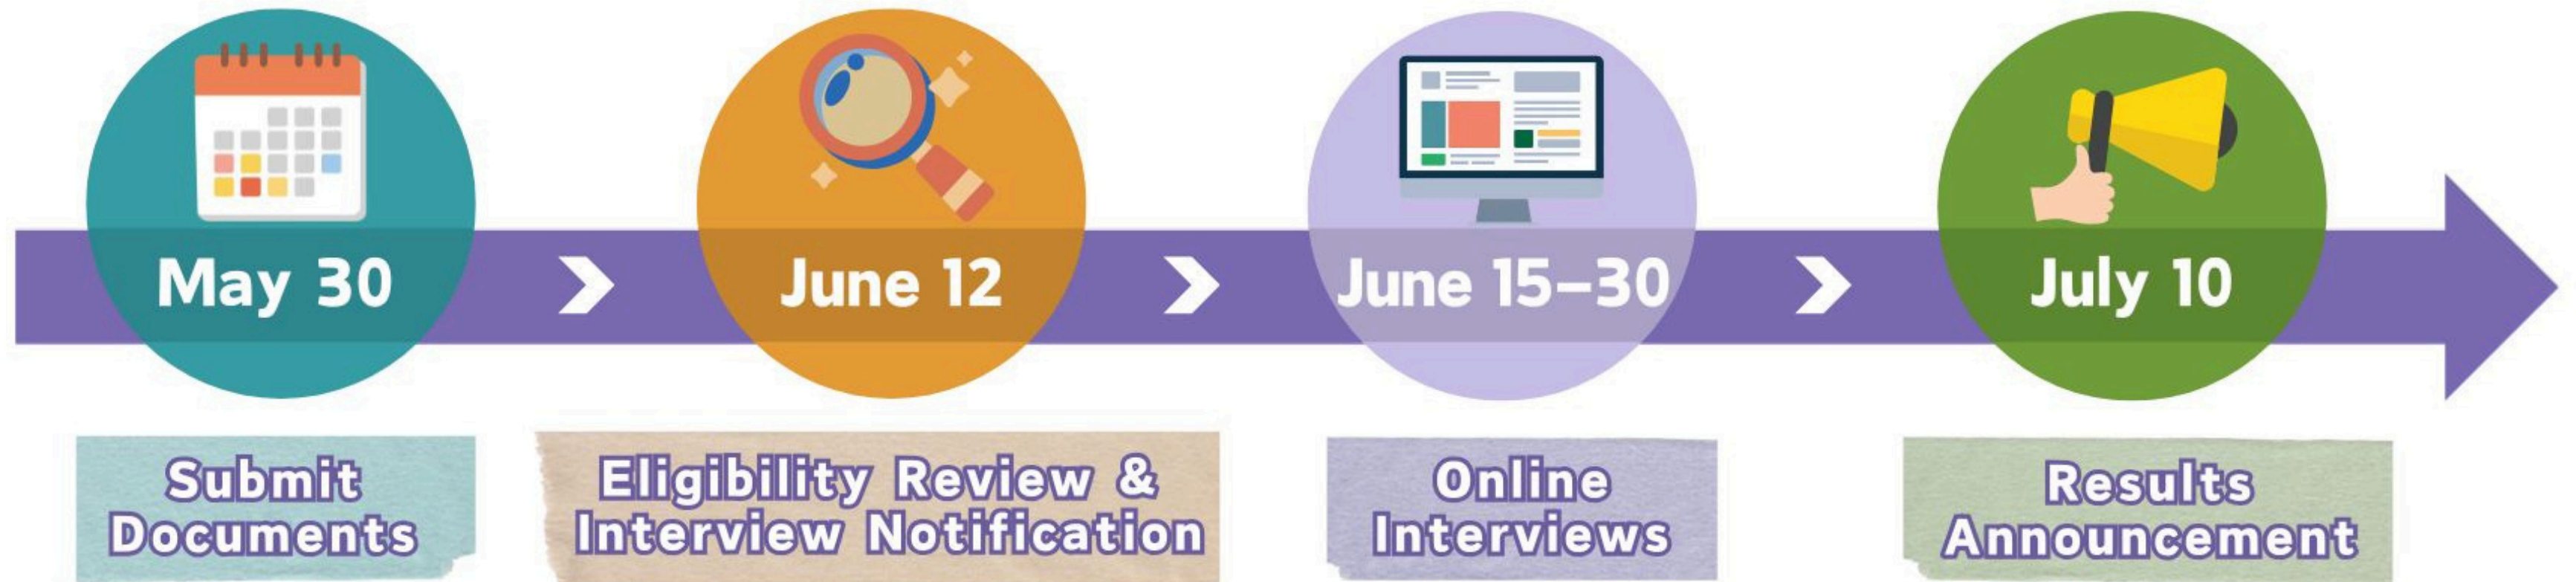 May 30
June 12
June 15–30
July 10
Submit
Documents
Eligibility Review &
Interview Notification
Online
Interviews
Results
Announcement